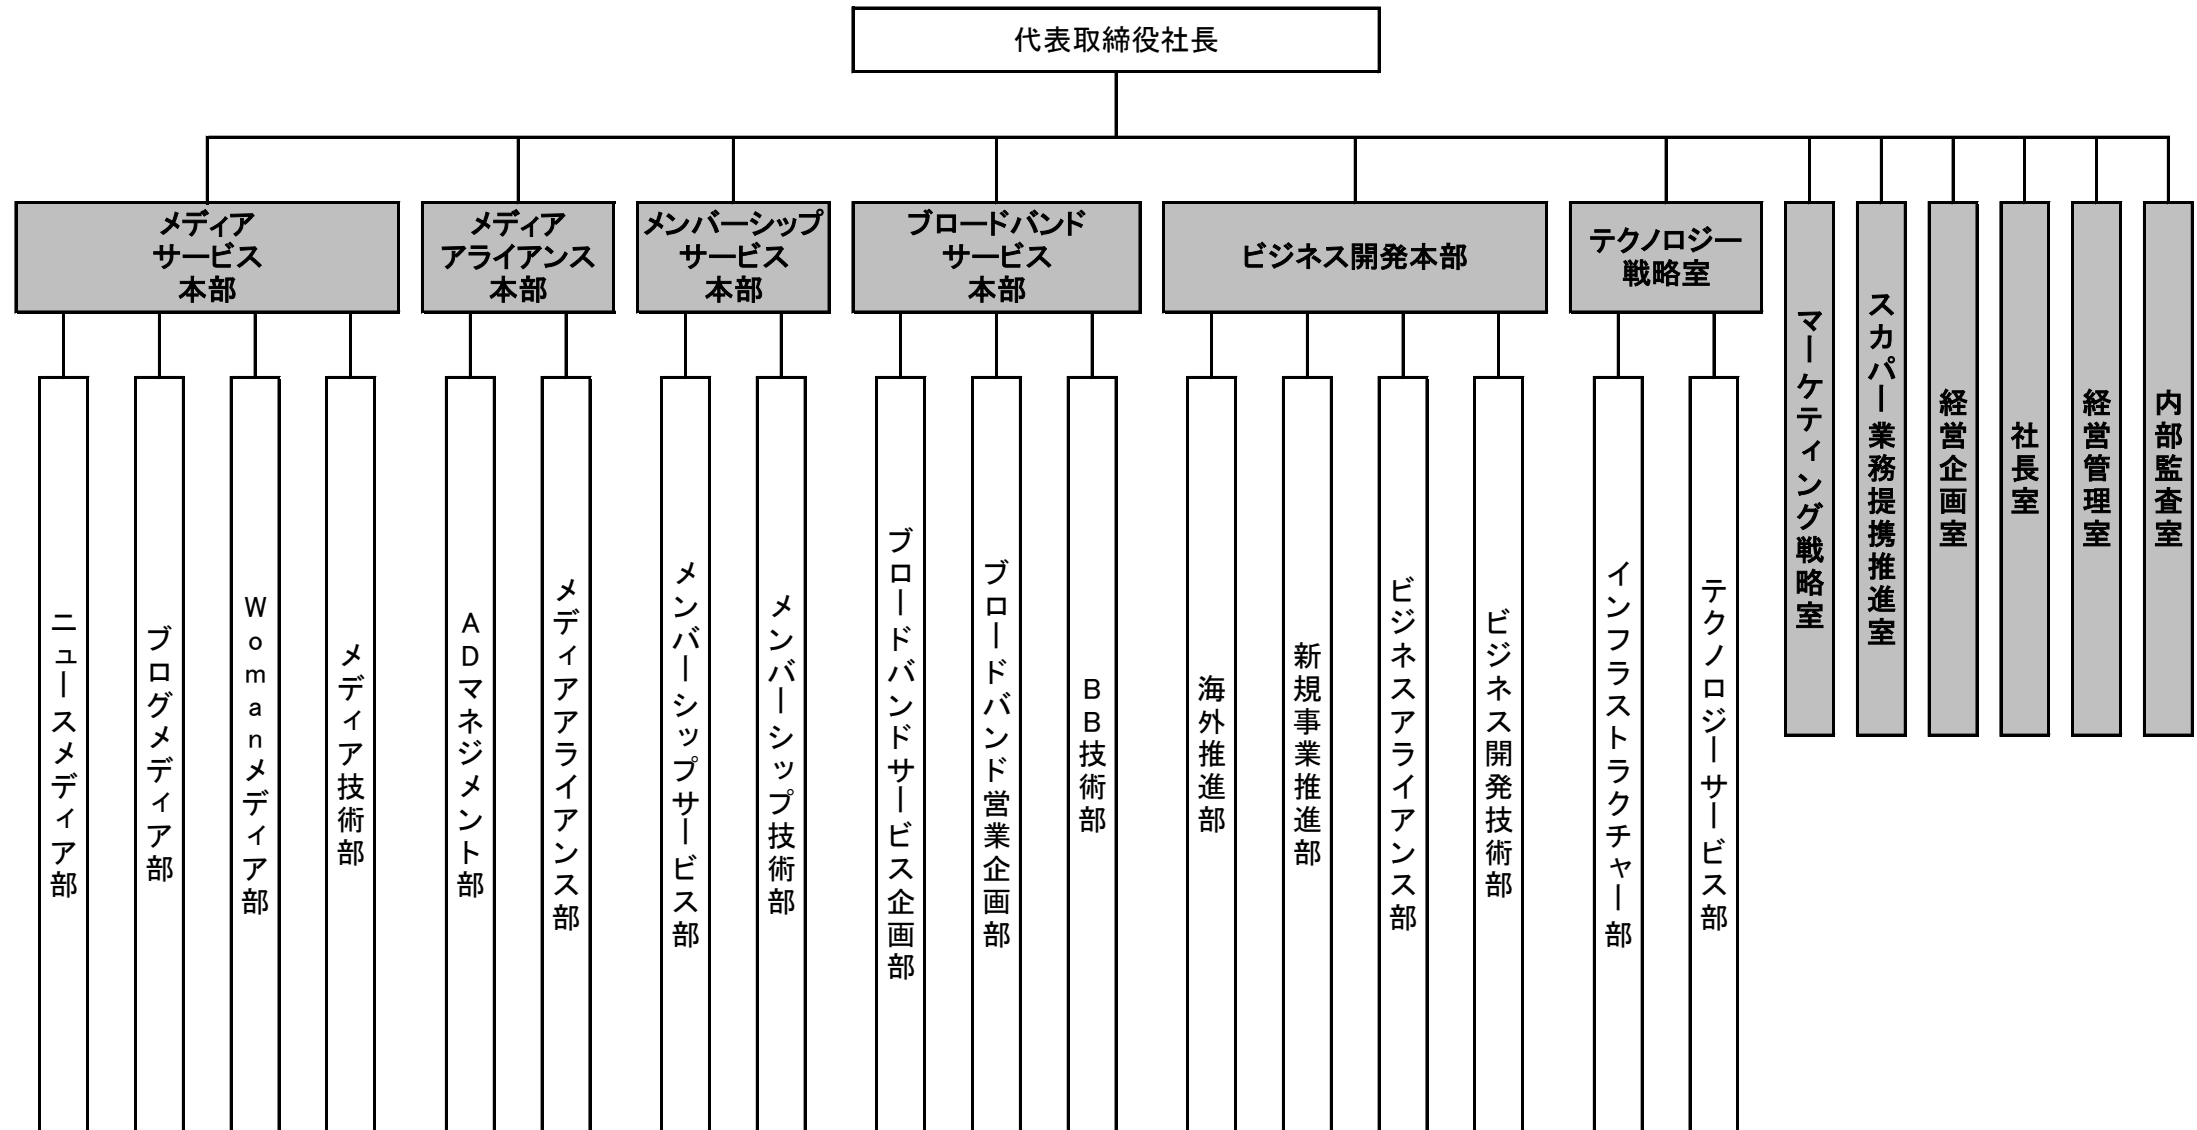 代表取締役社長
メディア
サービス
本部
メディア
アライアンス
本部
メンバーシップ
サービス
本部
ブロードバンド
サービス
本部
ビジネス開発本部
テクノロジー
戦略室
マーケティング戦略室
スカパー業務提携推進室
経営企画室
社長室
経営管理室
内部監査室
ニュースメディア部
ブログメディア部
Womanメディア部
メディア技術部
ADマネジメント部
メディアアライアンス部
メンバーシップサービス部
メンバーシップ技術部
ブロードバンドサービス企画部
ブロードバンド営業企画部
BB技術部
海外推進部
新規事業推進部
ビジネスアライアンス部
ビジネス開発技術部
インフラストラクチャー部
テクノロジーサービス部